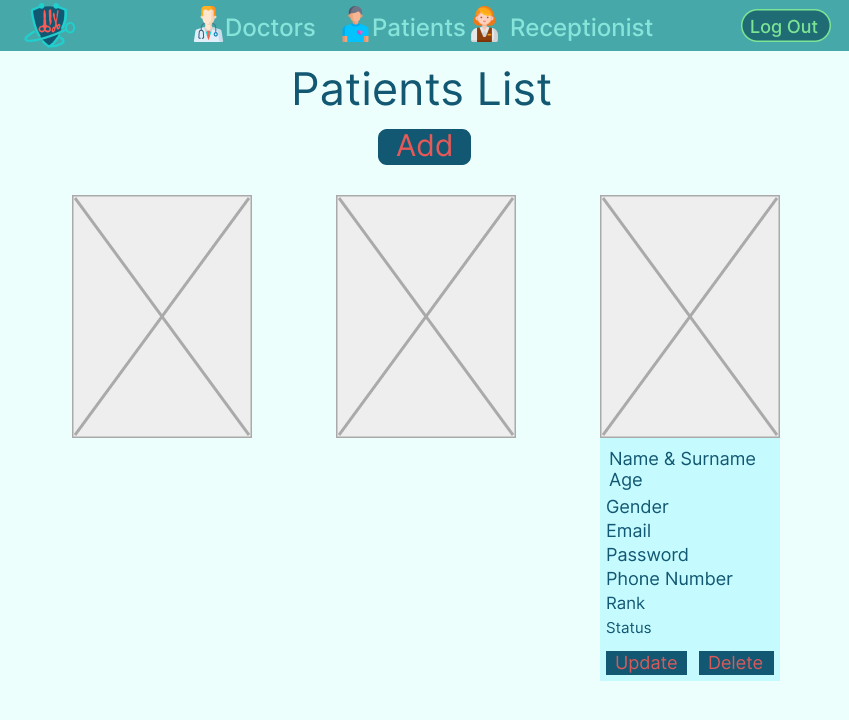 Doctors Patients Receptionist Log Out
Patients List
Add
Name & Surname
Age
Gender
Email
Password
Phone Number
Rank
Status
Update Delete